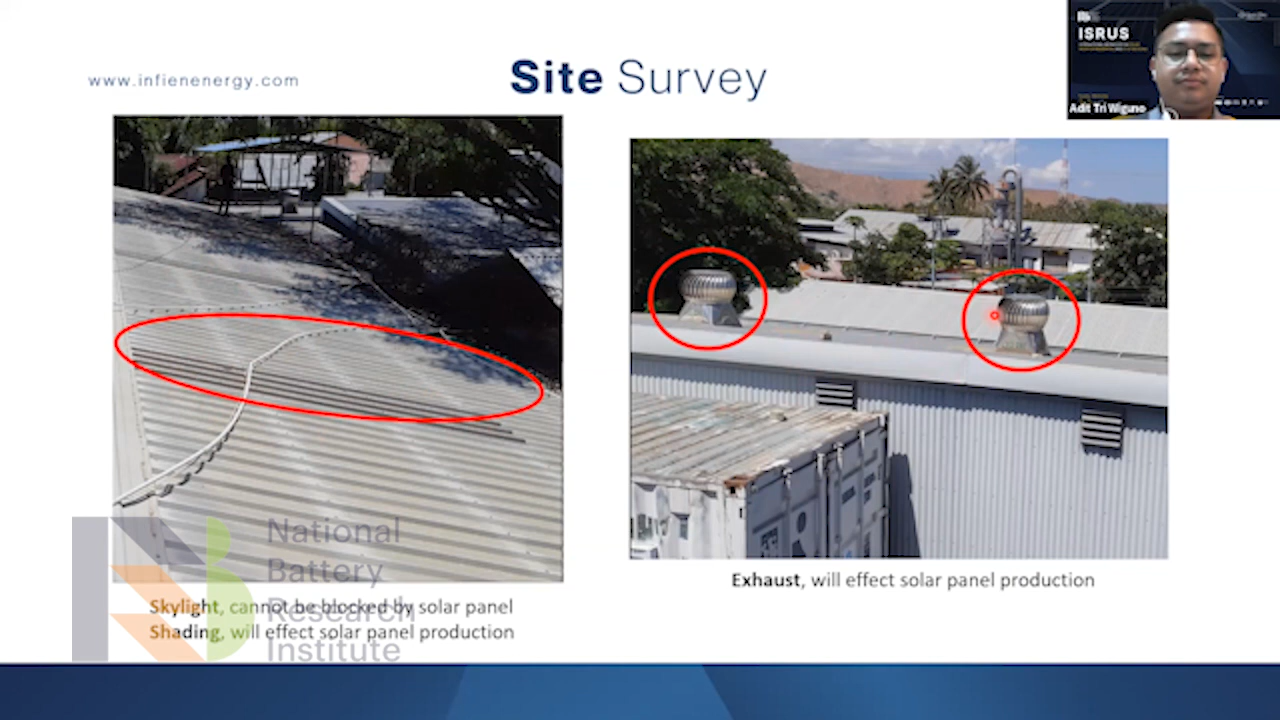 www.infienenergy.com
Site Survey
ISRUS
Adit Tri Wiguno
Skylight, cannot be blocked by solar panel
Shading, will effect solar panel production
Exhaust, will effect solar panel production
National
Battery
Research
Institute